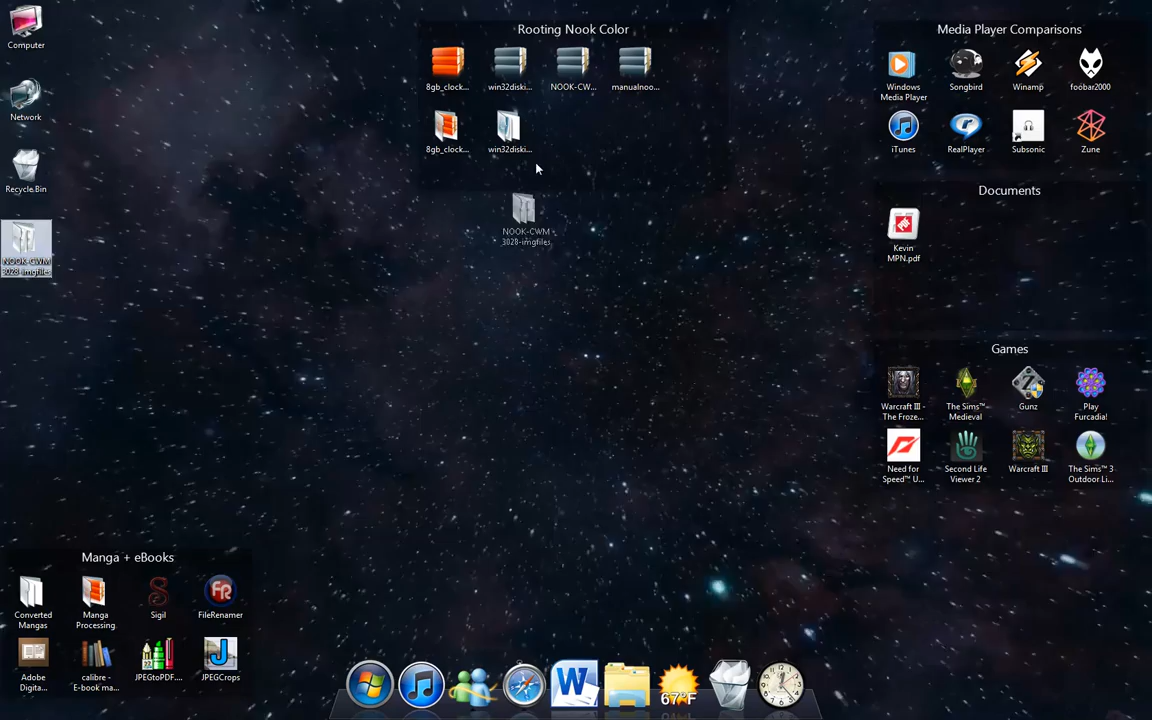 Computer
Network
Recycle Bin
NOOK-CWM
3028-imgfiles
Rooting Nook Color
8gb_clock...
win32diski...
NOOK-CW...
manualnoo...
8gb_clock...
win32diski...
NOOK-CWM
3028-imgfiles
Media Player Comparisons
Windows
Media Player
Songbird
Winamp
foobar2000
iTunes
RealPlayer
Subsonic
Zune
Documents
Kevin
MPN.pdf
Games
Warcraft III -
The Froze...
The Sims™
Medieval
Gunz
Play
Furcadia!
Need for
Speed™ U...
Second Life
Viewer 2
Warcraft III
The Sims™ 3
Outdoor Li...
Manga + eBooks
Converted
Mangas
Manga
Processing
Sigil
FR
FileRenamer
Adobe
Digita...
calibre -
E-book ma...
JPEGtoPDF....
J
JPEGCrops
W
67°F